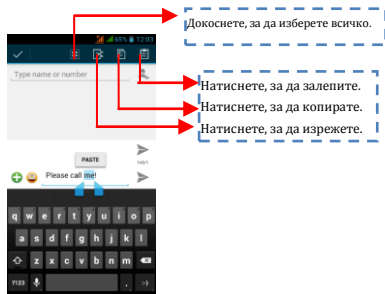 Докоснете, за да изберете всичко.
65% 12:03
Type name or number
Натиснете, за да залепите.
Натиснете, за да копирате.
Натиснете, за да изрежете.
PASTE
Please call me!
q w e r t y u i o p
a s d f g h j k l
z x c v b n m
?123 . :-)